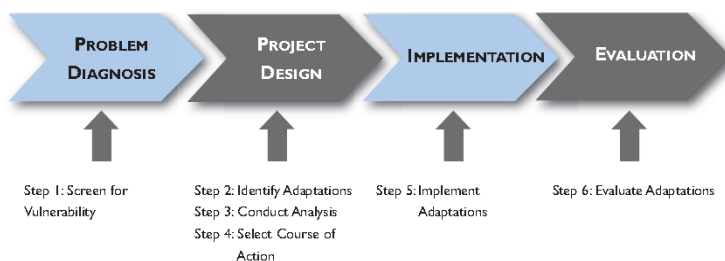 PROBLEM
DIAGNOSIS
PROJECT
DESIGN
IMPLEMENTATION
EVALUATION
Step 1: Screen for
Vulnerability
Step 2: Identify Adaptations
Step 3: Conduct Analysis
Step 4: Select Course of
Action
Step 5: Implement
Adaptations
Step 6: Evaluate Adaptations